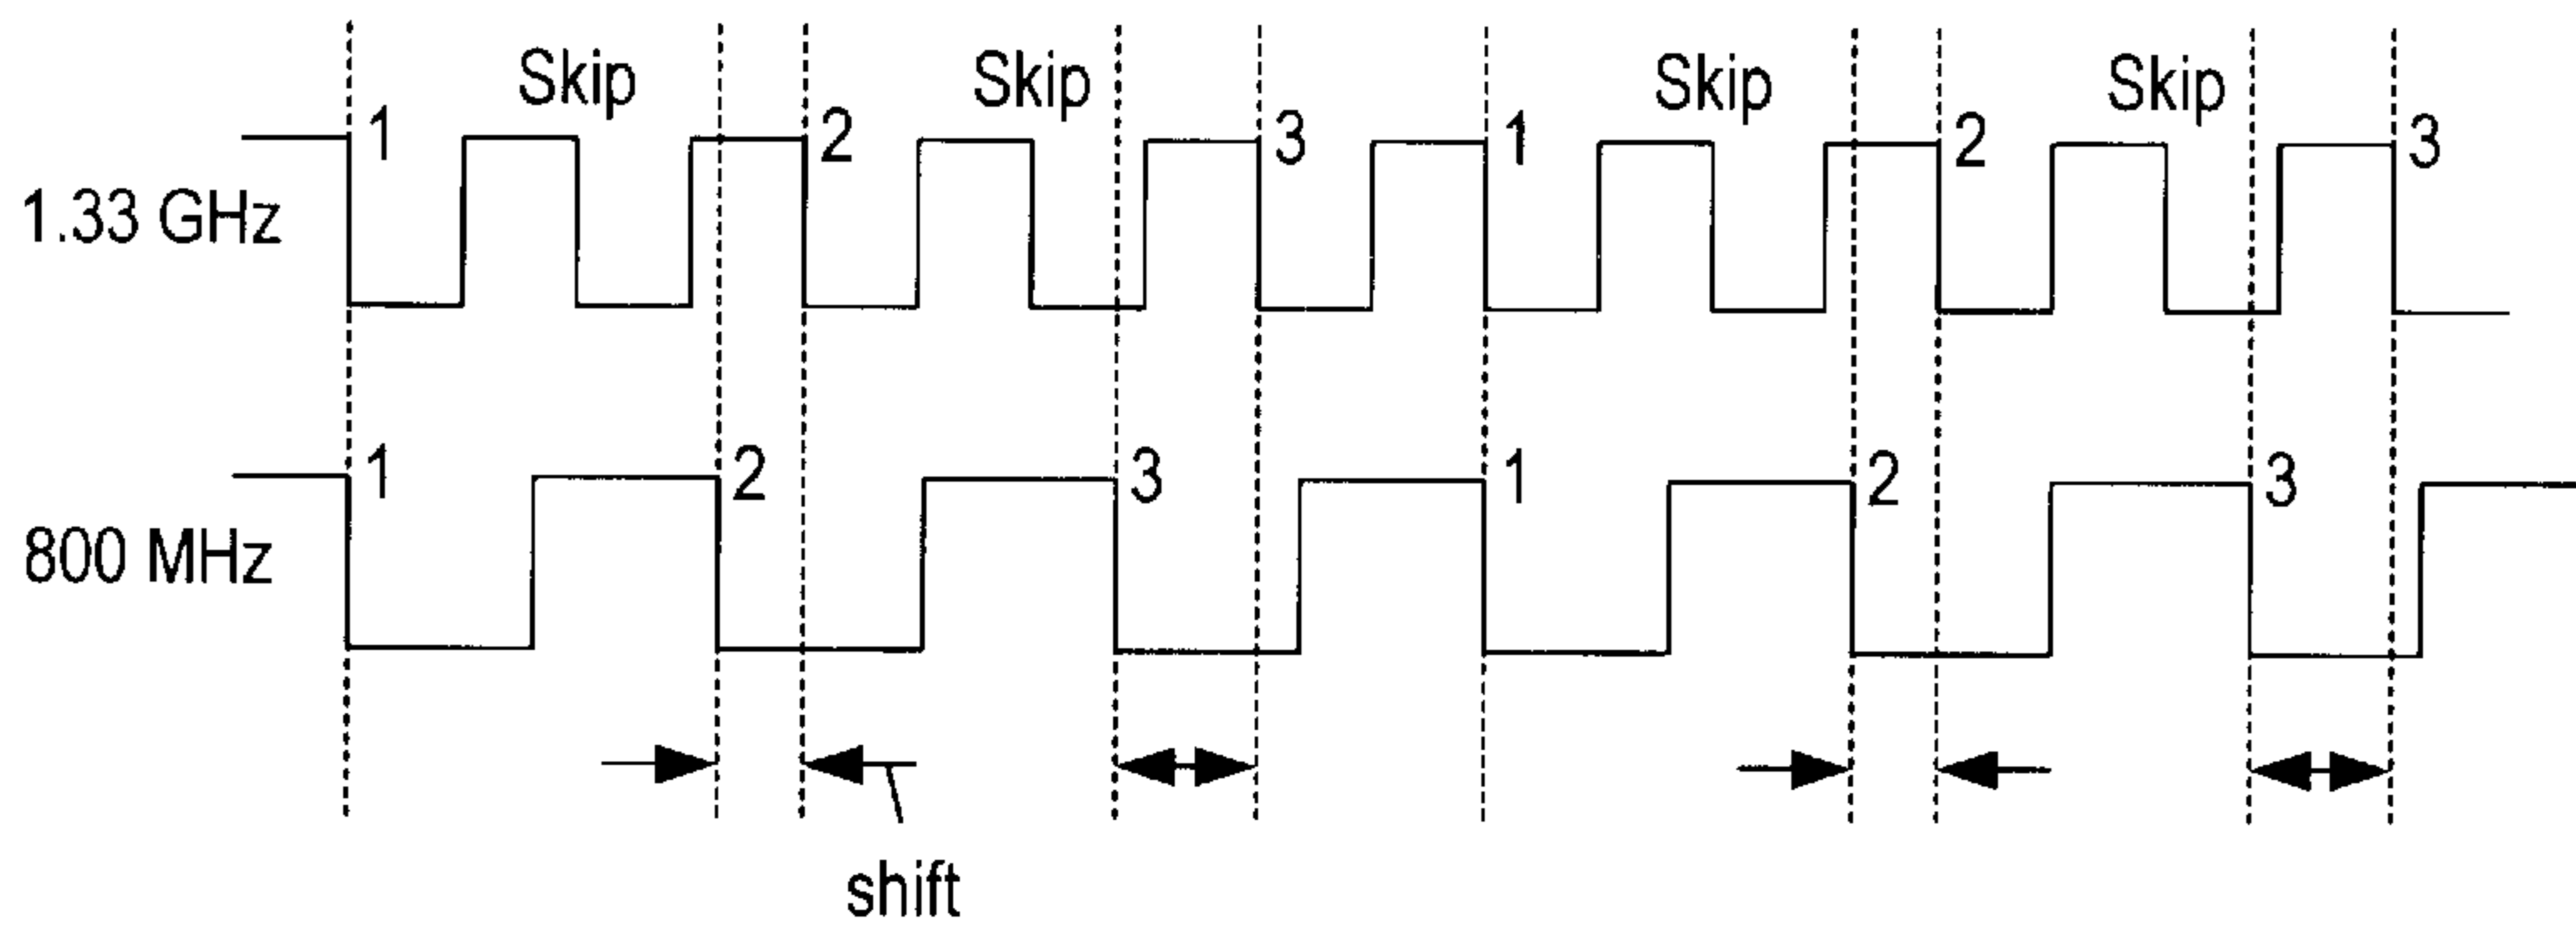 Skip Skip Skip Skip
1 2 3 1 2 3
1.33 GHz
1 2 3 1 2 3
800 MHz
shift